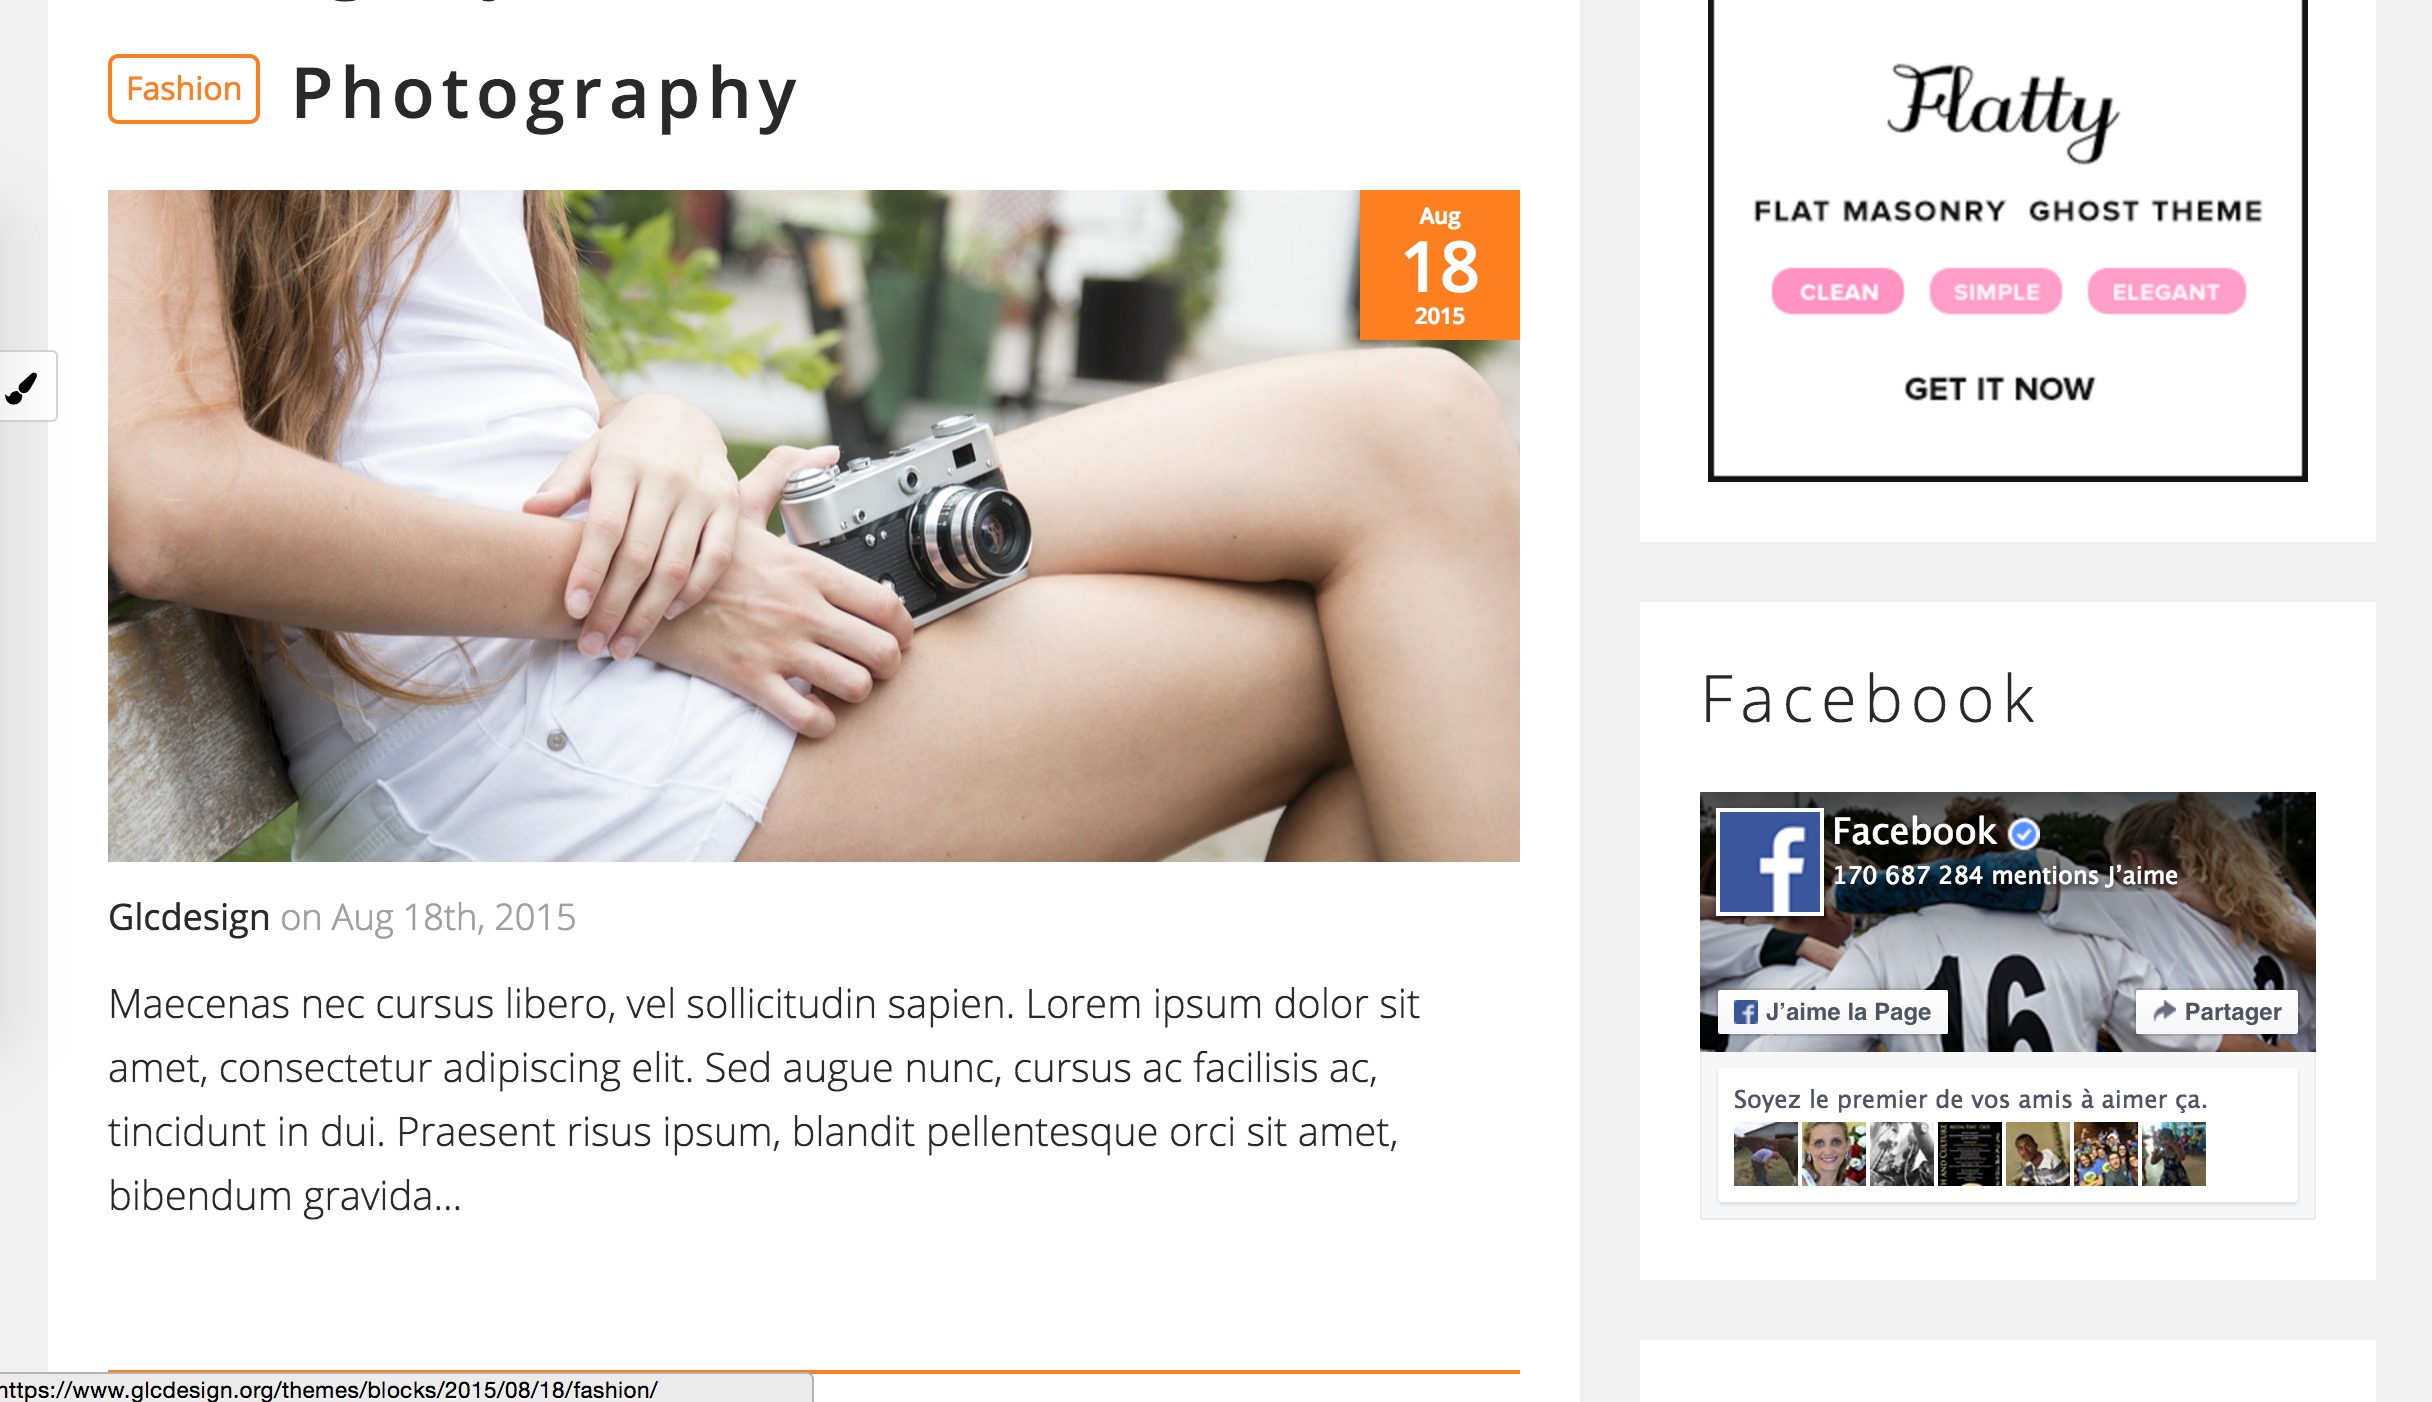 Fashion Photography
Aug
18
2015
Glcdesign on Aug 18th, 2015
Maecenas nec cursus libero, vel sollicitudin sapien. Lorem ipsum dolor sit
amet, consectetur adipiscing elit. Sed augue nunc, cursus ac facilisis ac,
tincidunt in dui. Praesent risus ipsum, blandit pellentesque orci sit amet,
bibendum gravida...
https://www.glcdesign.org/themes/blocks/2015/08/18/fashion/
Flatty
FLAT MASONRY GHOST THEME
CLEAN SIMPLE ELEGANT
GET IT NOW
Facebook
Facebook
170 687 284 mentions J’aime
16
J’aime la Page Partager
Soyez le premier de vos amis à aimer ça.